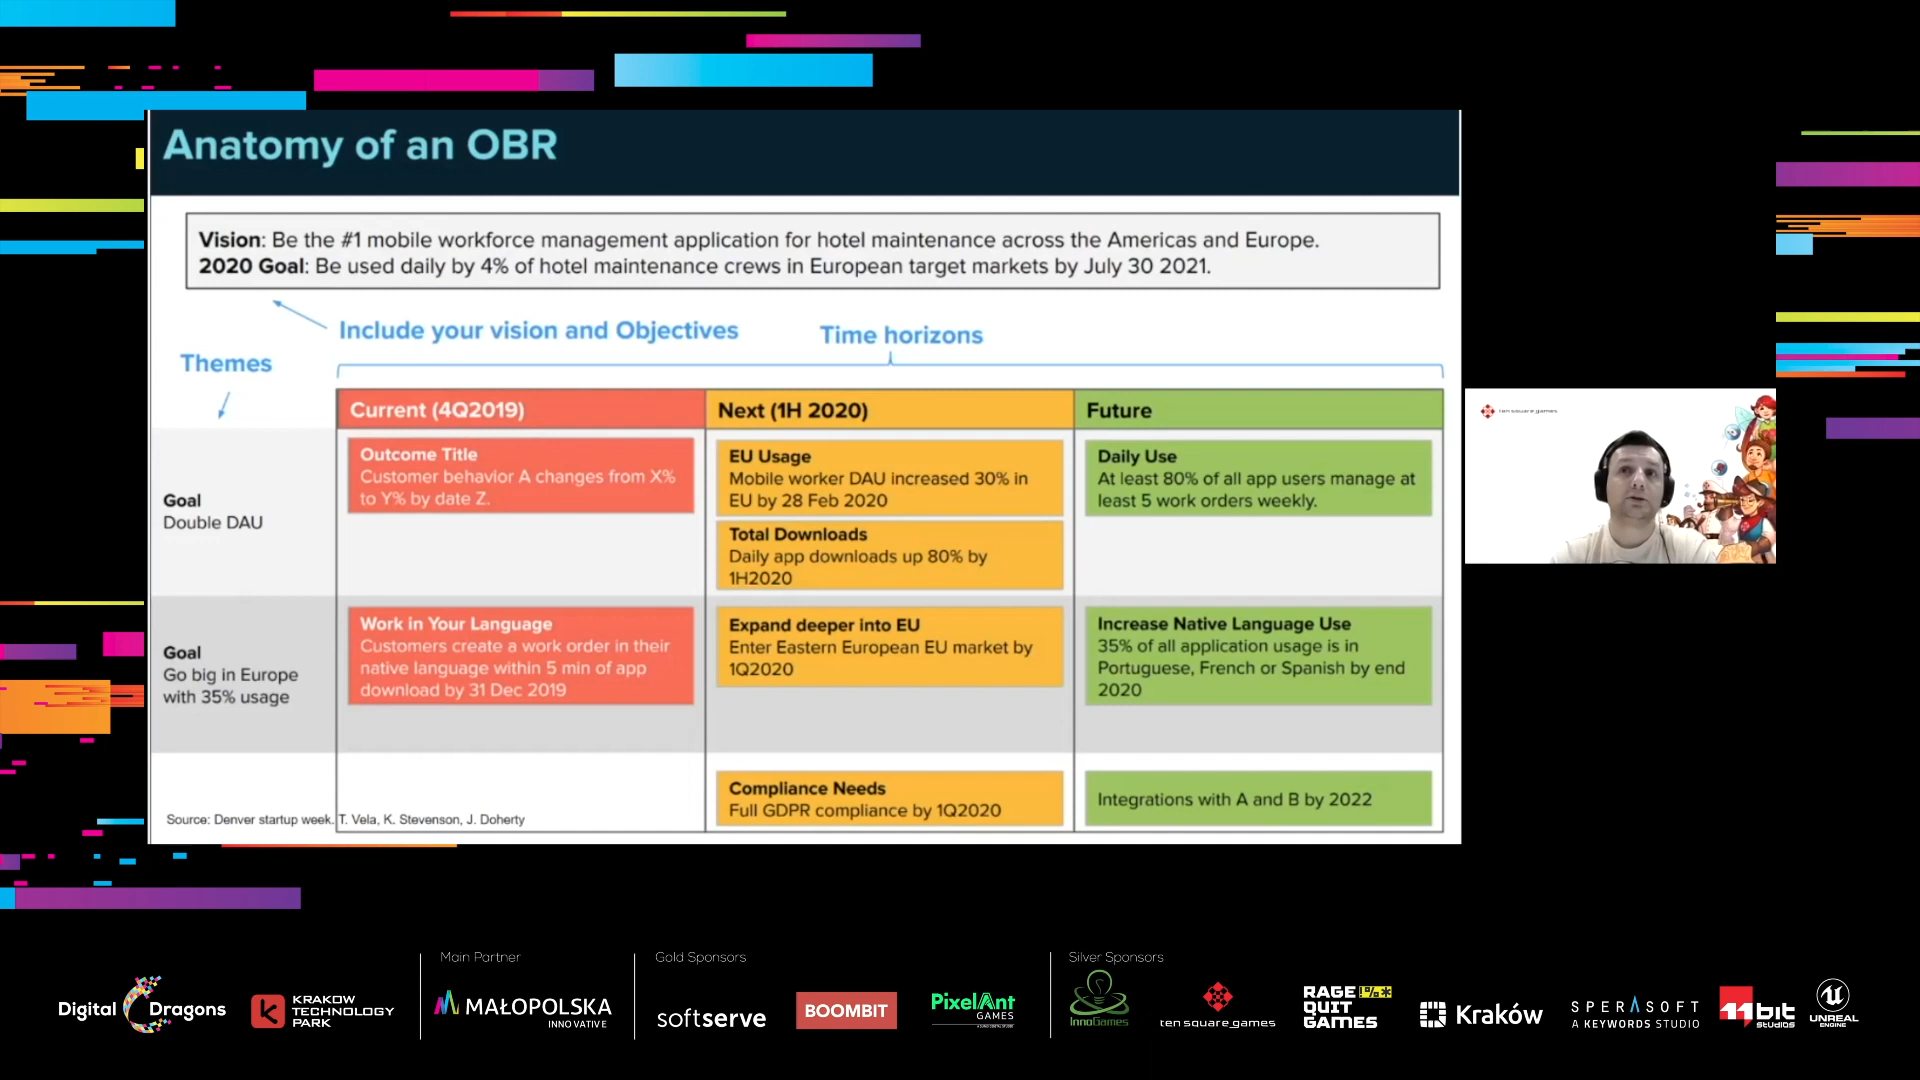 Anatomy of an OBR
Vision: Be the #1 mobile workforce management application for hotel maintenance across the Americas and Europe.
2020 Goal: Be used daily by 4% of hotel maintenance crews in European target markets by July 30 2021.
Include your vision and Objectives
Time horizons
Themes
Current (4Q2019)
Next (1H 2020)
Future
Goal
Double DAU
Outcome Title
Customer behavior A changes from X%
to Y% by date Z.
EU Usage
Mobile worker DAU increased 30% in
EU by 28 Feb 2020
Total Downloads
Daily app downloads up 80% by
1H2020
Daily Use
At least 80% of all app users manage at
least 5 work orders weekly.
Goal
Go big in Europe
with 35% usage
Work in Your Language
Customers create a work order in their
native language within 5 min of app
download by 31 Dec 2019
Expand deeper into EU
Enter Eastern European EU market by
1Q2020
Increase Native Language Use
35% of all application usage is in
Portuguese, French or Spanish by end
2020
Compliance Needs
Full GDPR compliance by 1Q2020
Integrations with A and B by 2022
Source: Denver startup week. T. Vela, K. Stevenson, J. Doherty
ten square games
Main Partner
Gold Sponsors
Silver Sponsors
Digital Dragons
KRAKOW
TECHNOLOGY
PARK
MAŁOPOLSKA
INNOVATIVE
softserve
BOOMBIT
PixelAnt
GAMES
InnoGames
ten square games
RAGE !?/%*
QUIT
GAMES
Kraków
SPERASOFT
A KEYWORDS STUDIO
11 bit
STUDIOS
UNREAL
ENGINE